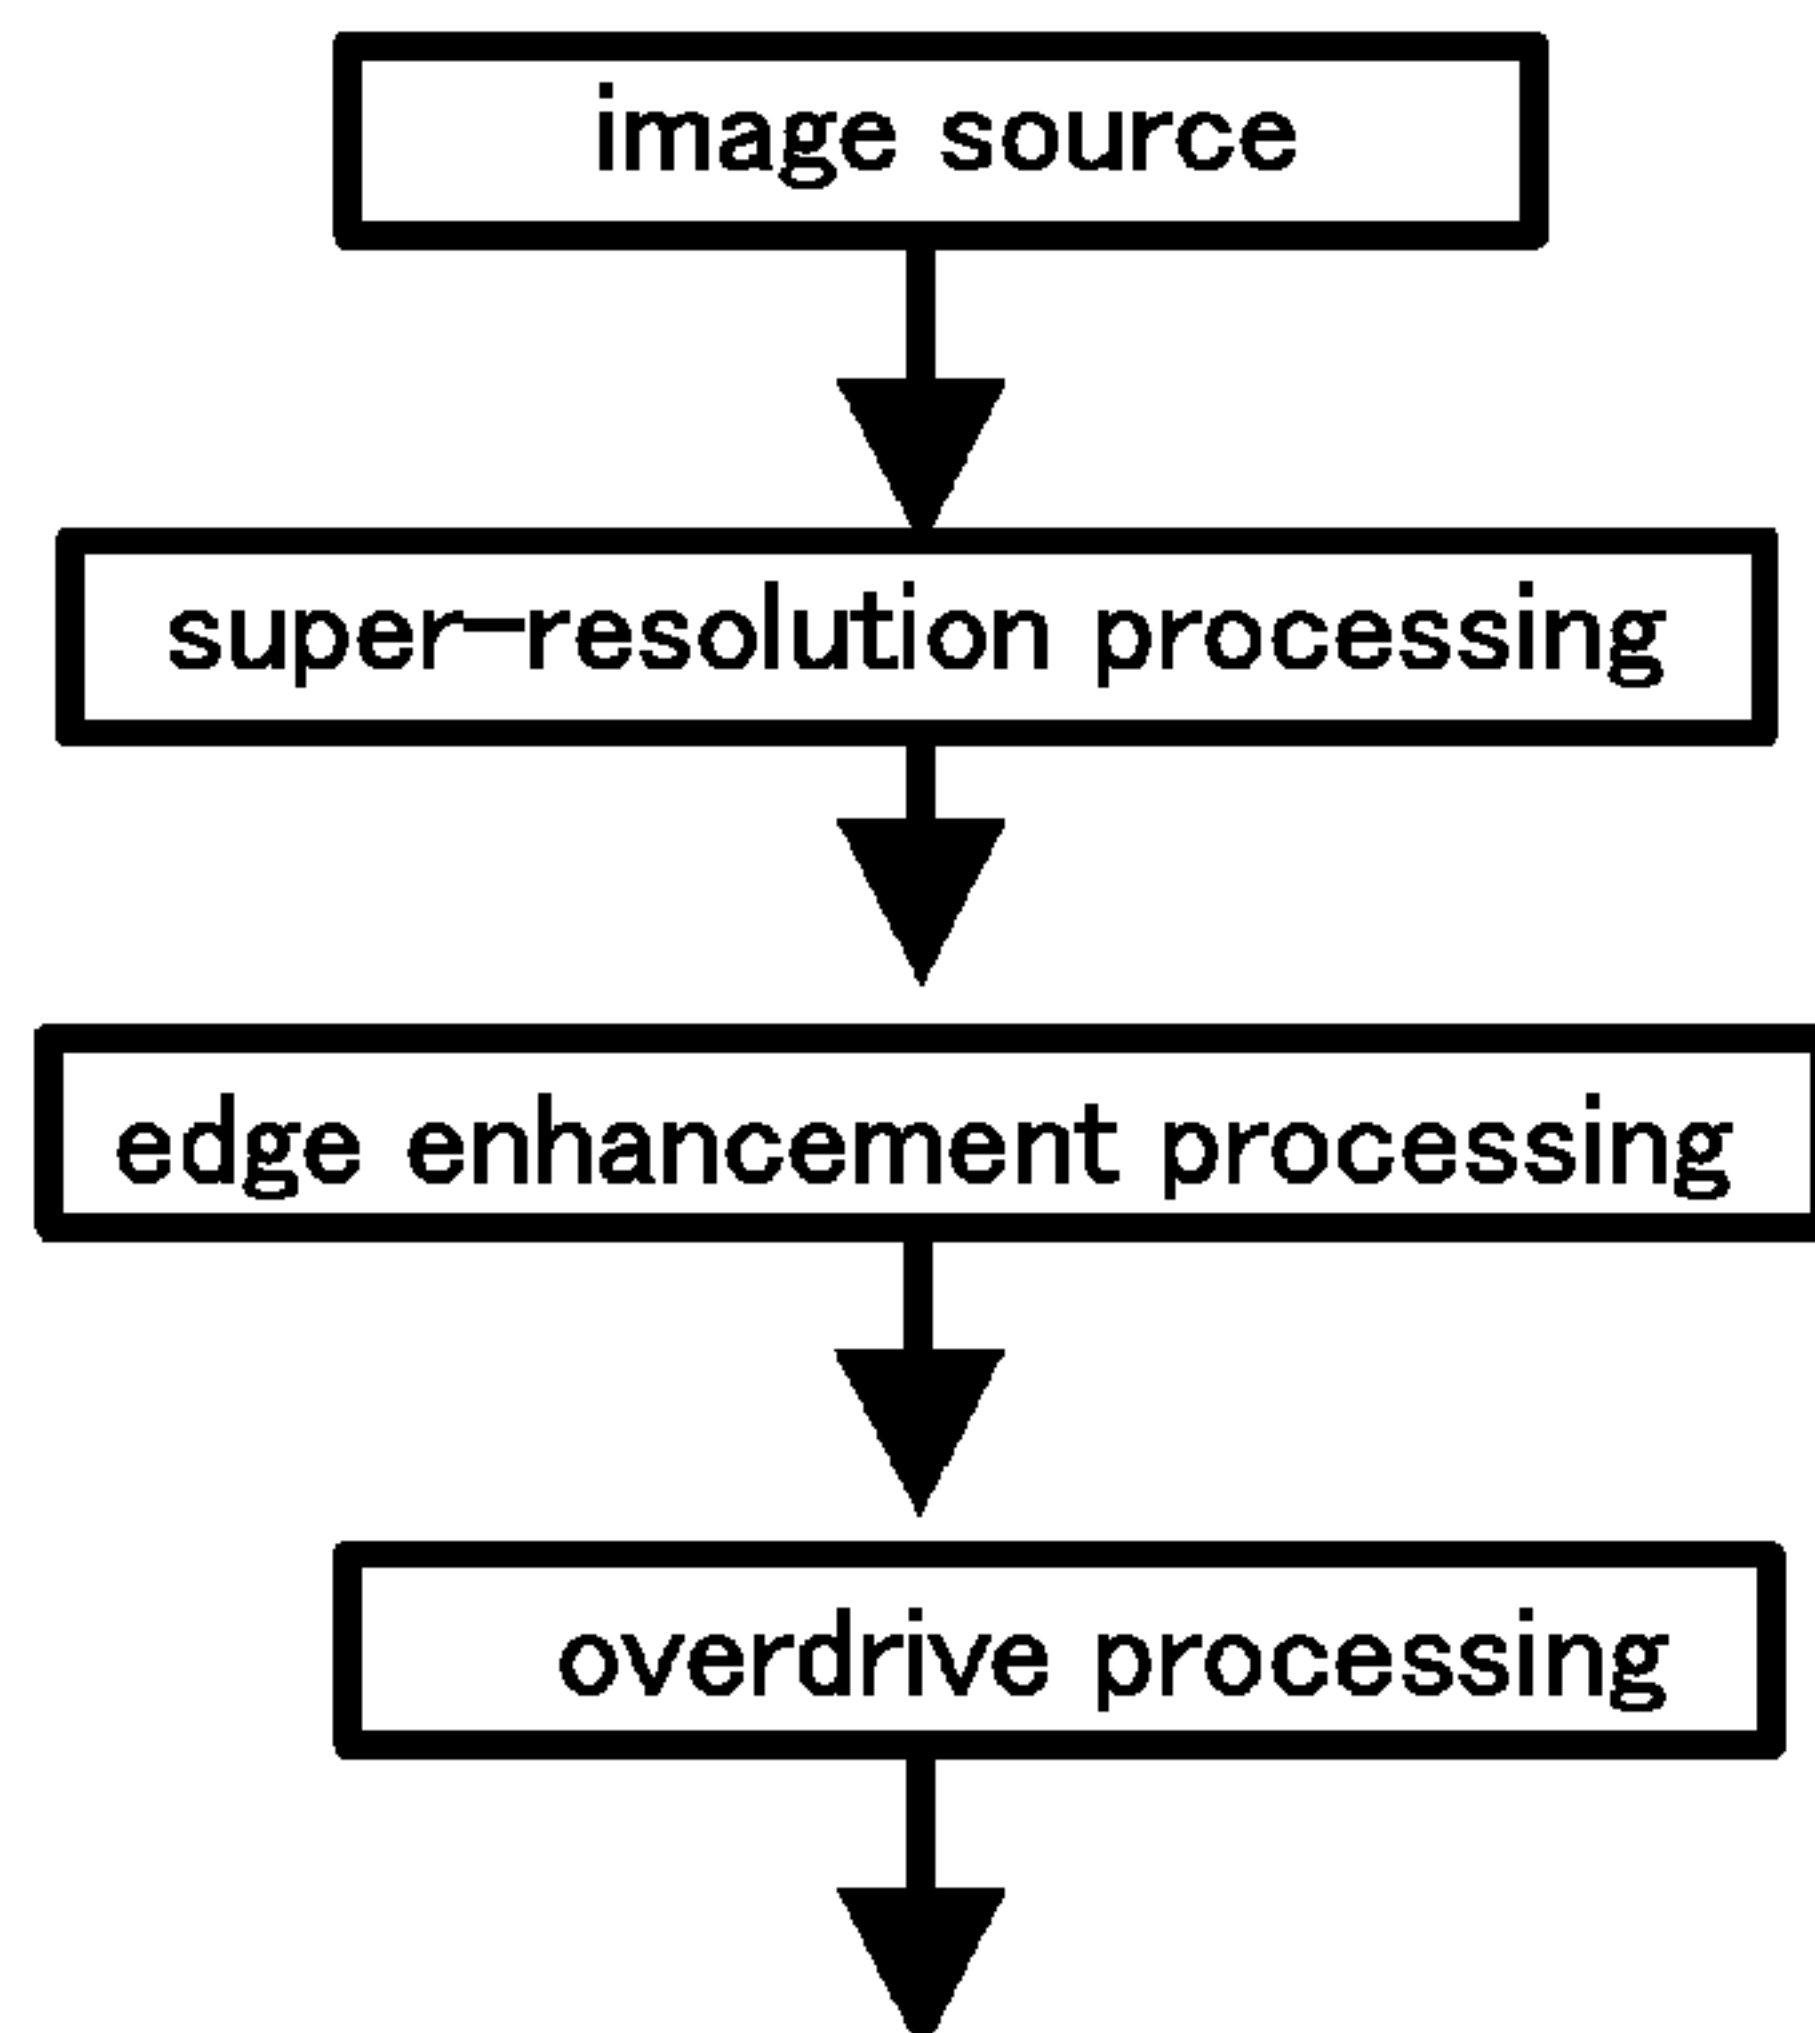 image source
super-resolution processing
edge enhancement processing
overdrive processing